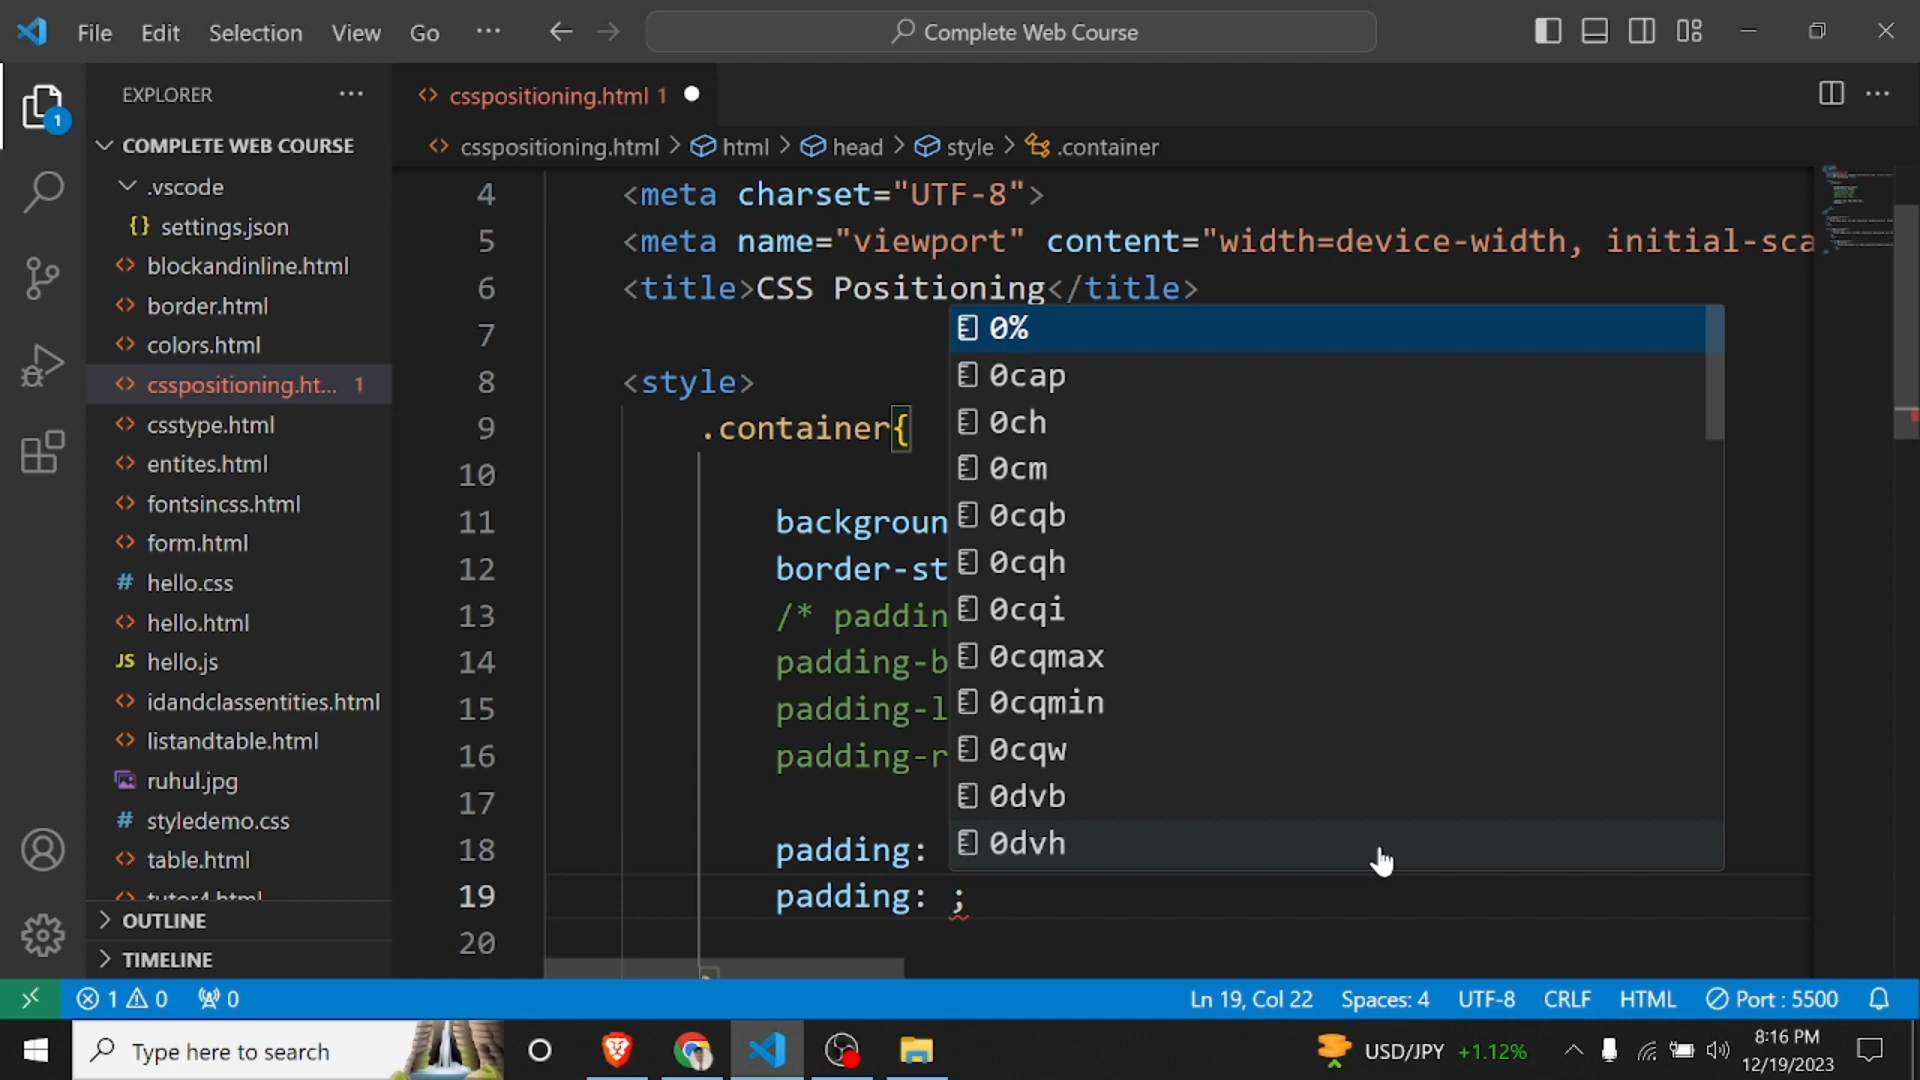 File Edit Selection View Go ··· Complete Web Course
EXPLORER ···
1
COMPLETE WEB COURSE
.vscode
{} settings.json
<> blockandinline.html
<> border.html
<> colors.html
<> csspositioning.ht... 1
<> csstype.html
<> entites.html
<> fontsincss.html
<> form.html
# hello.css
<> hello.html
JS hello.js
<> idandclassentities.html
<> listandtable.html
ruhul.jpg
# styledemo.css
<> table.html
<> tutor4.html
OUTLINE
TIMELINE
<> csspositioning.html 1
<> csspositioning.html > html > head > style > .container
4 <meta charset="UTF-8">
5 <meta name="viewport" content="width=device-width, initial-sca
6 <title>CSS Positioning</title>
7
8 <style>
9 .container{
10
11 backgroun
12 border-st
13 /* paddin
14 padding-b
15 padding-l
16 padding-r
17
18 padding:
19 padding: ;
20
0%
0cap
0ch
0cm
0cqb
0cqh
0cqi
0cqmax
0cqmin
0cqw
0dvb
0dvh
1 0 0 Ln 19, Col 22 Spaces: 4 UTF-8 CRLF HTML Port : 5500
Type here to search USD/JPY +1.12% 8:16 PM
12/19/2023